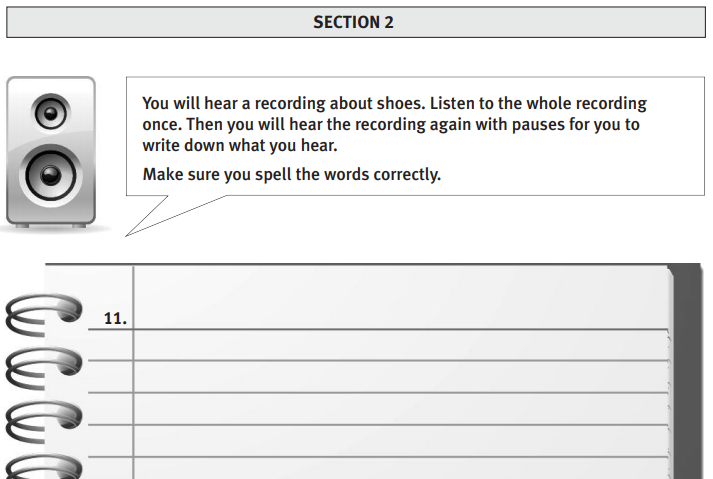 SECTION 2
You will hear a recording about shoes. Listen to the whole recording
once. Then you will hear the recording again with pauses for you to
write down what you hear.
Make sure you spell the words correctly.
11.